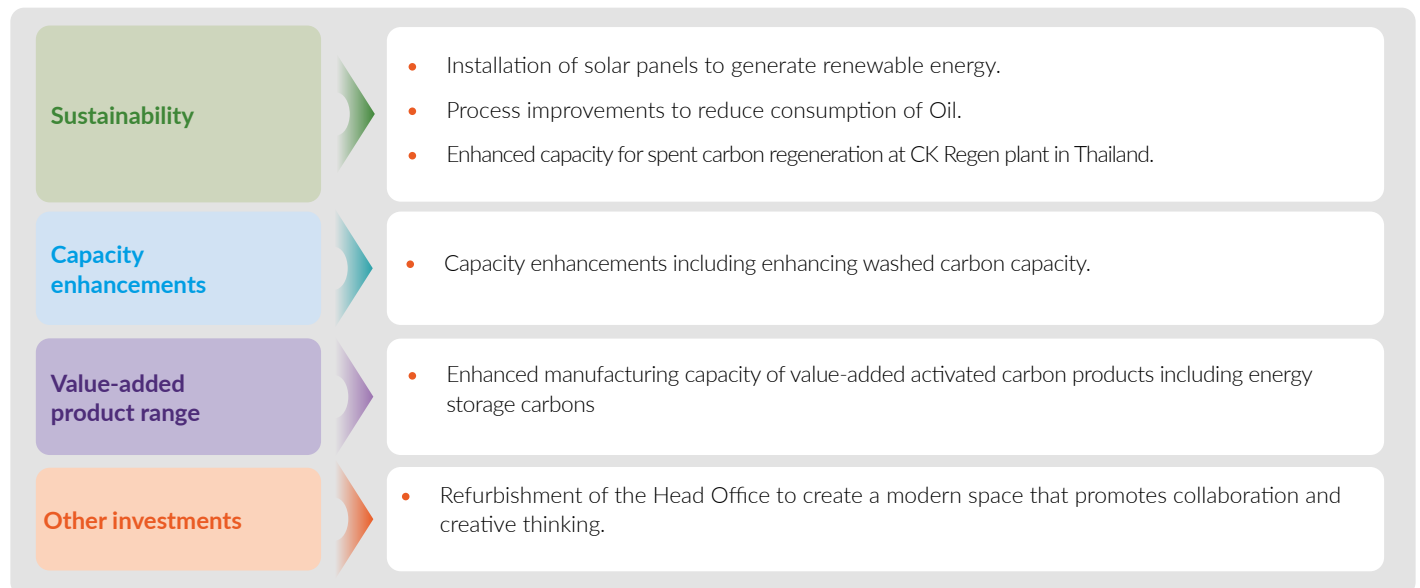 Sustainability
• Installation of solar panels to generate renewable energy.
• Process improvements to reduce consumption of Oil.
• Enhanced capacity for spent carbon regeneration at CK Regen plant in Thailand.
Capacity
enhancements
• Capacity enhancements including enhancing washed carbon capacity.
Value-added
product range
• Enhanced manufacturing capacity of value-added activated carbon products including energy
storage carbons
Other investments
• Refurbishment of the Head Office to create a modern space that promotes collaboration and
creative thinking.